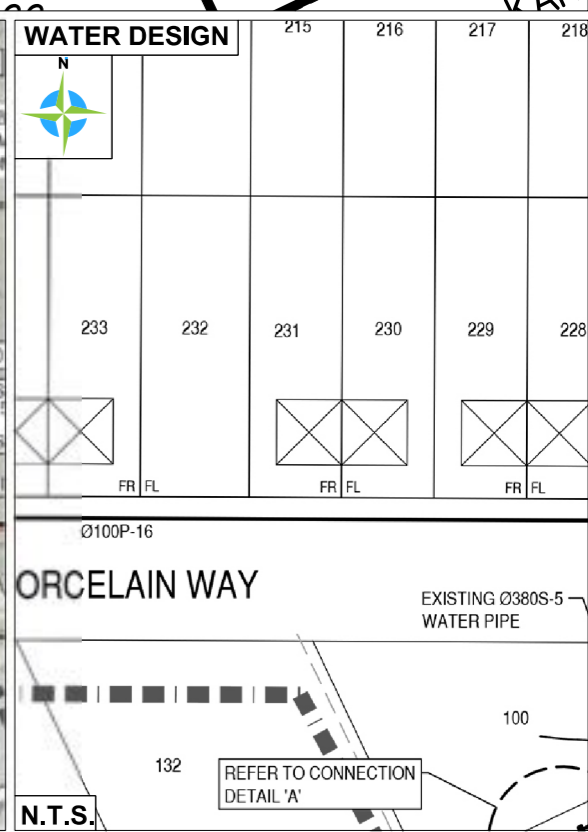 WATER DESIGN
N
215 216 217 218
233 232 231 230 229 228
FR FL FR FL FR FL
Ø100P-16
ORCELAIN WAY
EXISTING Ø380S-5
WATER PIPE
100
132
REFER TO CONNECTION
DETAIL 'A'
N.T.S.